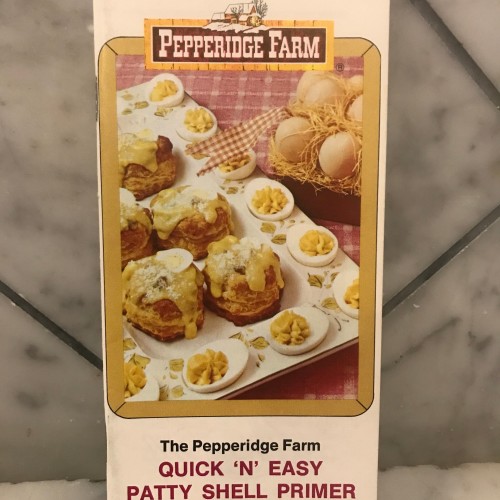 PEPPERIDGE FARM
®
The Pepperidge Farm
QUICK 'N' EASY
PATTY SHELL PRIMER